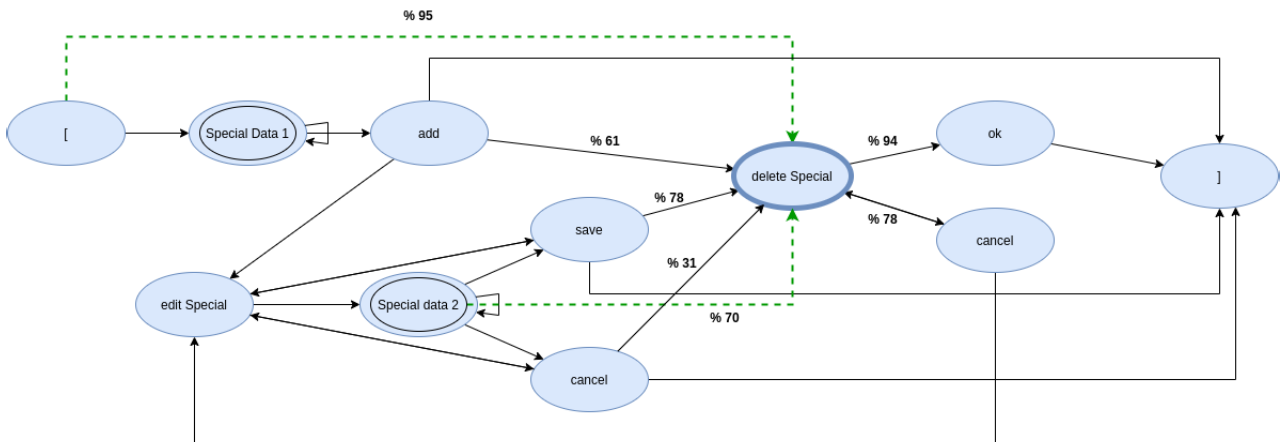 % 95
[
Special Data 1
add
% 61
% 94
ok
delete Special
]
% 78
save
% 78
cancel
% 31
edit Special
Special data 2
% 70
cancel